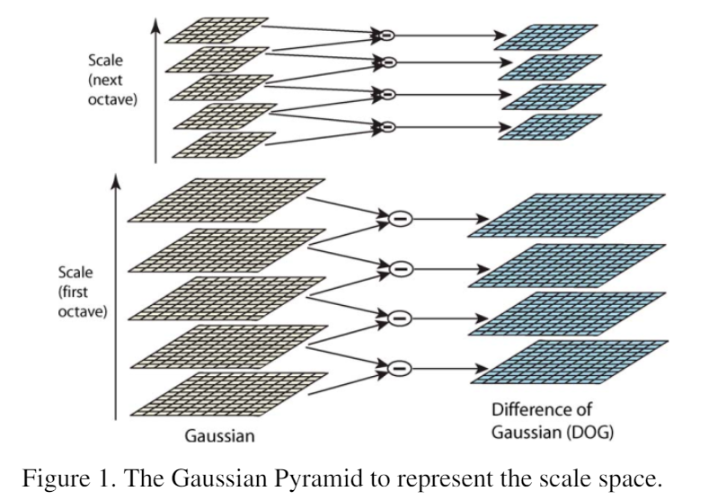 Scale
(next
octave)
Scale
(first
octave)
Gaussian
Difference of
Gaussian (DOG)
Figure 1. The Gaussian Pyramid to represent the scale space.